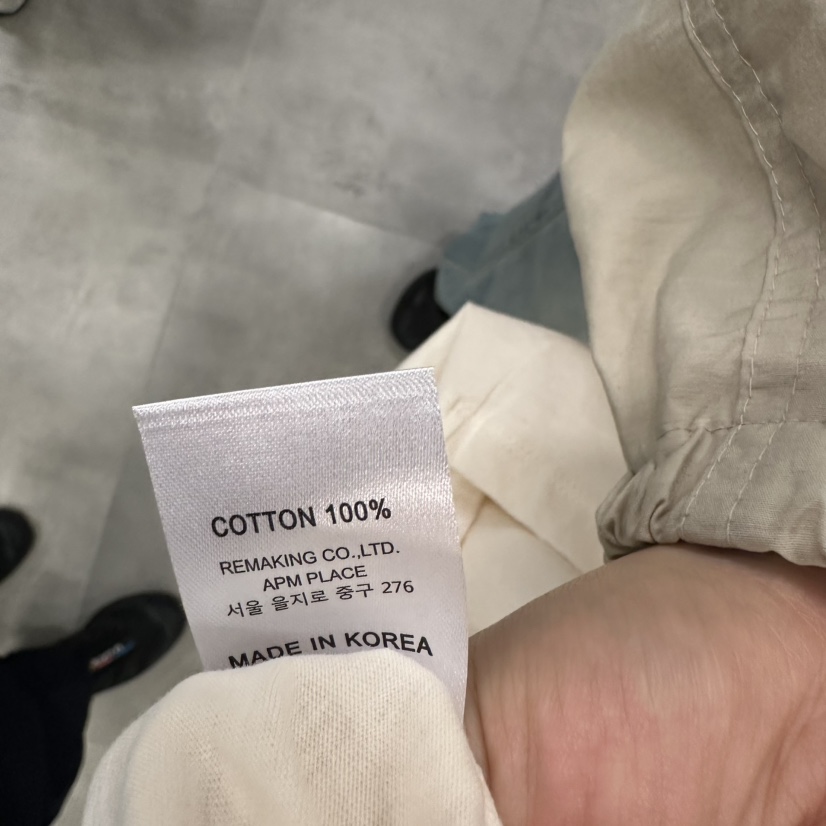 COTTON 100%
REMAKING CO.,LTD.
APM PLACE
서울 을지로 중구 276
MADE IN KOREA